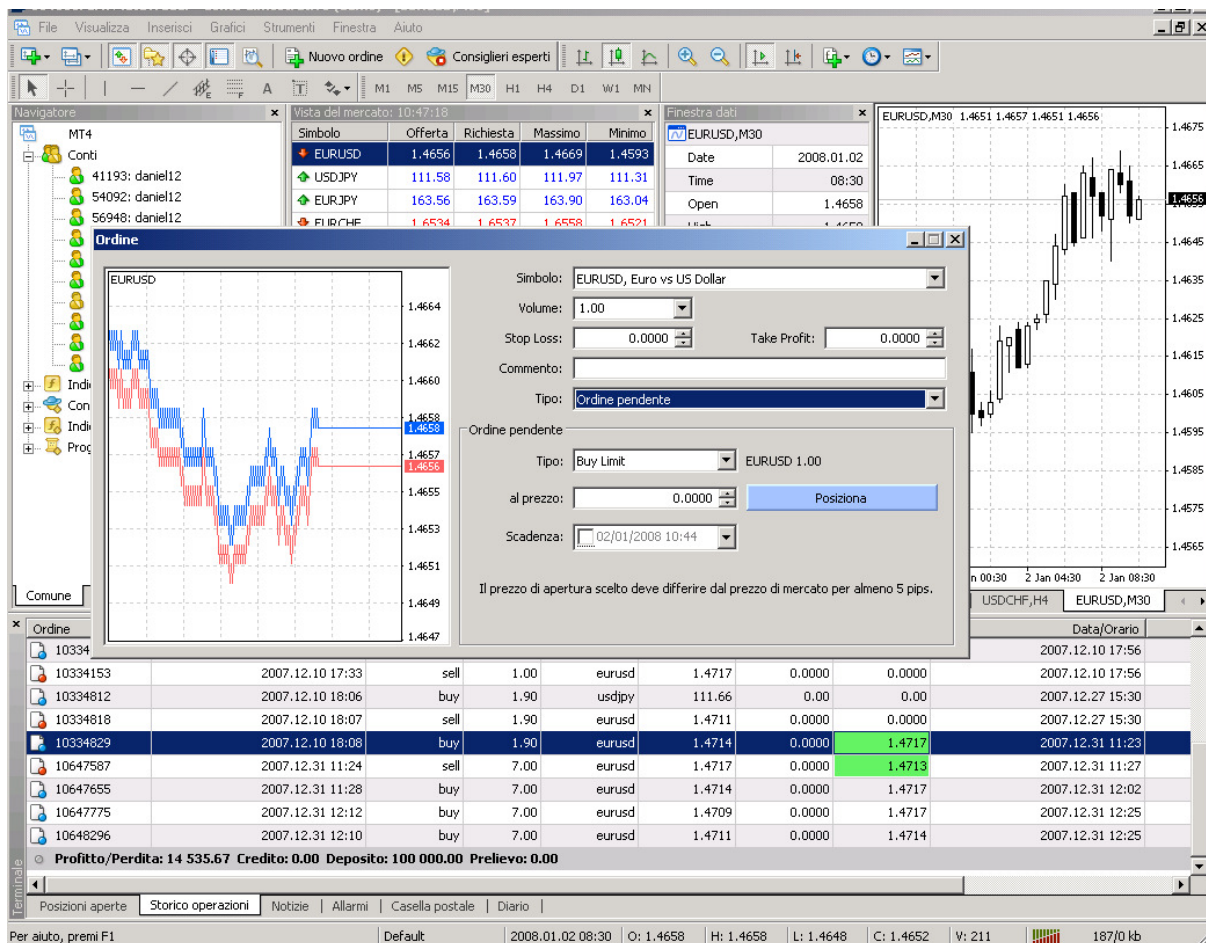 File Visualizza Inserisci Grafici Strumenti Finestra Aiuto
Nuovo ordine Consiglieri esperti
A T M1 M5 M15 M30 H1 H4 D1 W1 MN
Navigatore
MT4
Conti
41193: daniel12
54092: daniel12
56948: daniel12
Comune
Vista del mercato: 10:47:18
Simbolo Offerta Richiesta Massimo Minimo
EURUSD 1.4656 1.4658 1.4669 1.4593
USDJPY 111.58 111.60 111.97 111.31
EURJPY 163.56 163.59 163.90 163.04
EURCHF 1.6534 1.6537 1.6558 1.6521
Finestra dati
EURUSD,M30
Date 2008.01.02
Time 08:30
Open 1.4658
EURUSD,M30 1.4651 1.4657 1.4651 1.4656
1.4675
1.4665
1.4656
1.4645
1.4635
1.4625
1.4615
1.4605
1.4595
1.4585
1.4575
1.4565
00:30 2 Jan 04:30 2 Jan 08:30
USDCHF,H4 EURUSD,M30
Ordine
EURUSD
1.4664
1.4662
1.4660
1.4658
1.4658
1.4657
1.4656
1.4655
1.4653
1.4651
1.4649
1.4647
Simbolo: EURUSD, Euro vs US Dollar
Volume: 1.00
Stop Loss: 0.0000 Take Profit: 0.0000
Commento:
Tipo: Ordine pendente
Ordine pendente
Tipo: Buy Limit EURUSD 1.00
al prezzo: 0.0000 Posiziona
Scadenza: 02/01/2008 10:44
Il prezzo di apertura scelto deve differire dal prezzo di mercato per almeno 5 pips.
Ordine Data/Orario
10334 2007.12.10 17:56
10334153 2007.12.10 17:33 sell 1.00 eurusd 1.4717 0.0000 0.0000 2007.12.10 17:56
10334812 2007.12.10 18:06 buy 1.90 usdjpy 111.66 0.00 0.00 2007.12.27 15:30
10334818 2007.12.10 18:07 sell 1.90 eurusd 1.4711 0.0000 0.0000 2007.12.27 15:30
10334829 2007.12.10 18:08 buy 1.90 eurusd 1.4714 0.0000 1.4717 2007.12.31 11:23
10647587 2007.12.31 11:24 sell 7.00 eurusd 1.4717 0.0000 1.4713 2007.12.31 11:27
10647655 2007.12.31 11:28 buy 7.00 eurusd 1.4714 0.0000 1.4717 2007.12.31 12:02
10647775 2007.12.31 12:12 buy 7.00 eurusd 1.4709 0.0000 1.4717 2007.12.31 12:25
10648296 2007.12.31 12:10 buy 7.00 eurusd 1.4711 0.0000 1.4714 2007.12.31 12:25
Profitto/Perdita: 14 535.67 Credito: 0.00 Deposito: 100 000.00 Prelievo: 0.00
Terminale
Posizioni aperte Storico operazioni Notizie Allarmi Casella postale Diario
Per aiuto, premi F1 Default 2008.01.02 08:30 O: 1.4658 H: 1.4658 L: 1.4648 C: 1.4652 V: 211 187/0 kb